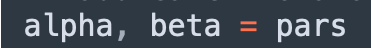 alpha, beta = pars